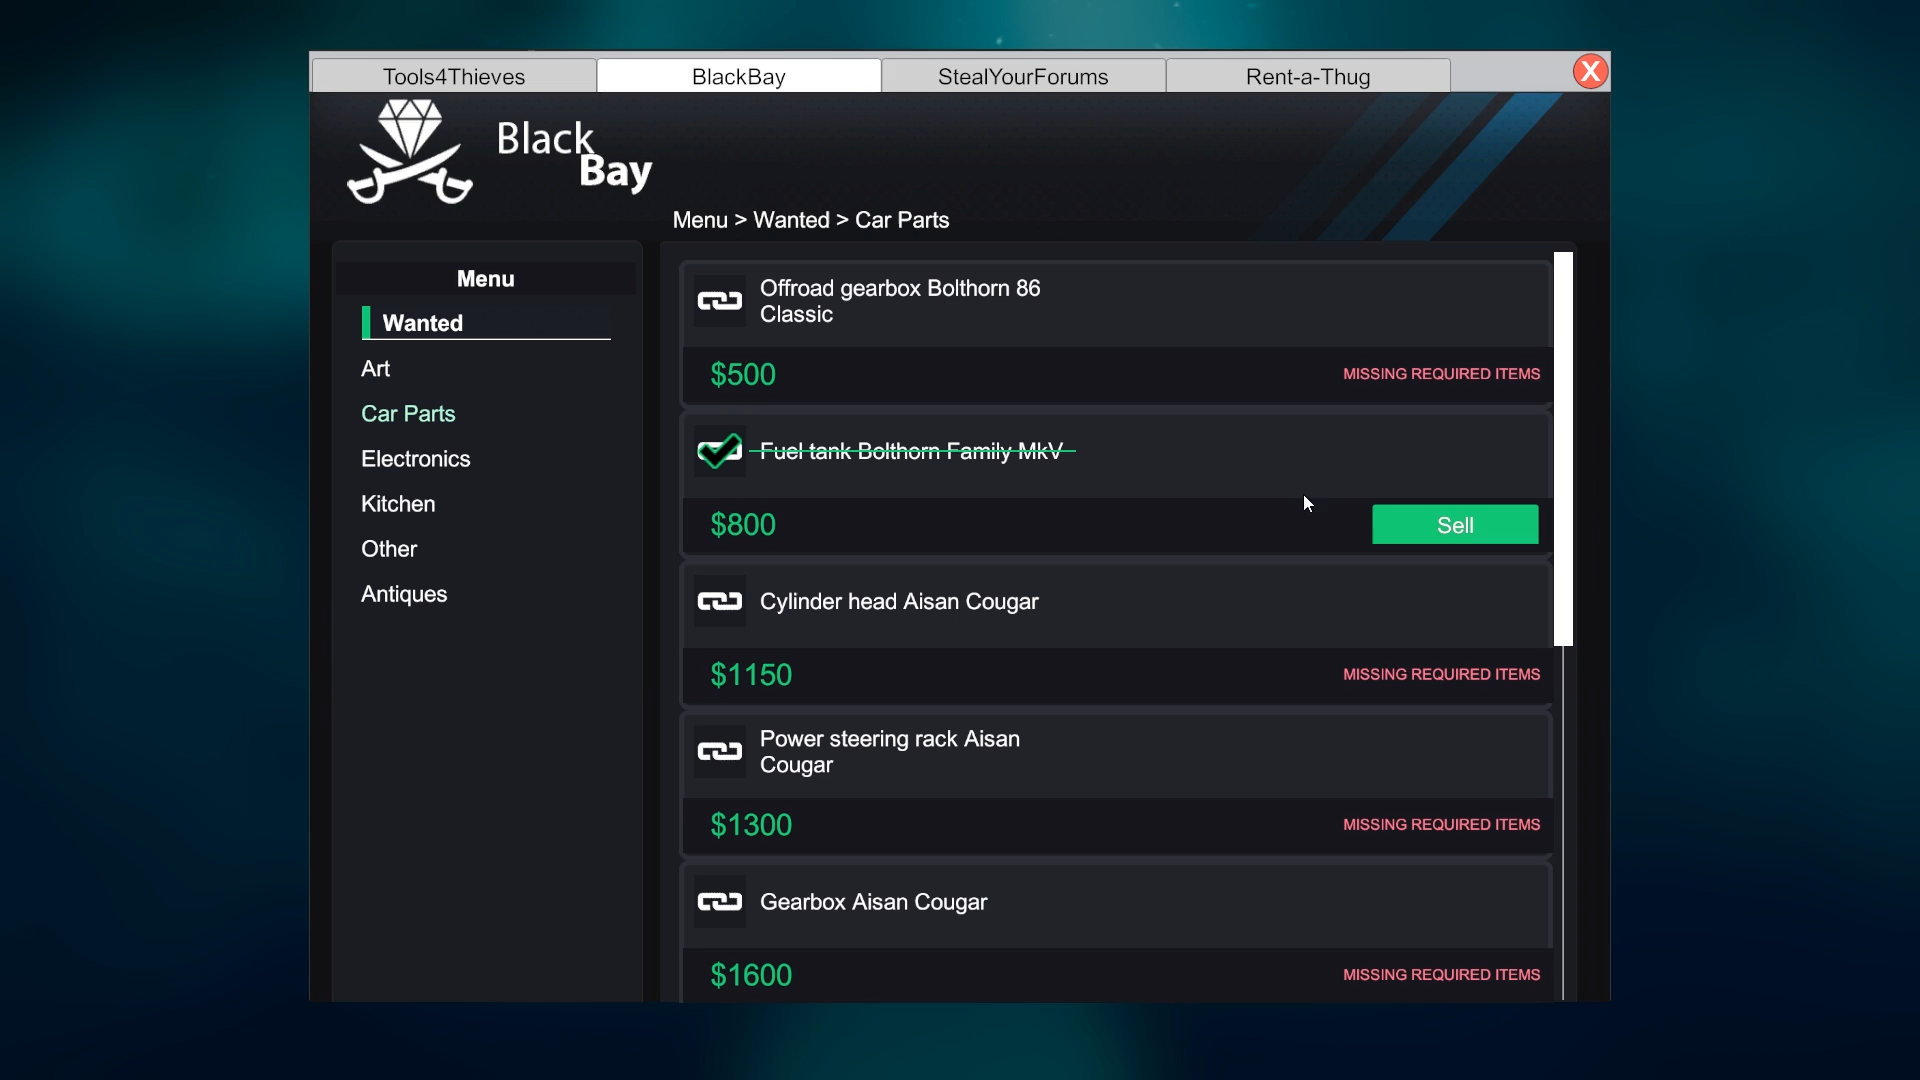 Tools4Thieves
BlackBay
StealYourForums
Rent-a-Thug
X
Black
Bay
Menu > Wanted > Car Parts
Menu
Wanted
Art
Car Parts
Electronics
Kitchen
Other
Antiques
Offroad gearbox Bolthorn 86
Classic
$500
MISSING REQUIRED ITEMS
Fuel tank Bolthorn Family MkV
$800
Sell
Cylinder head Aisan Cougar
$1150
MISSING REQUIRED ITEMS
Power steering rack Aisan
Cougar
$1300
MISSING REQUIRED ITEMS
Gearbox Aisan Cougar
$1600
MISSING REQUIRED ITEMS